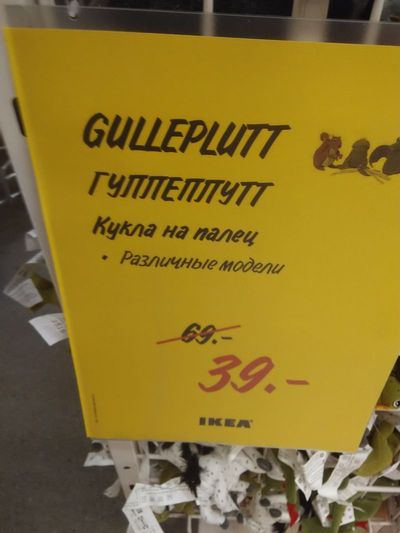 GULLEPLUTT
ГУЛЛЕПЛУТТ
Кукла на палец
• Различные модели
69.-
39.-
IKEA